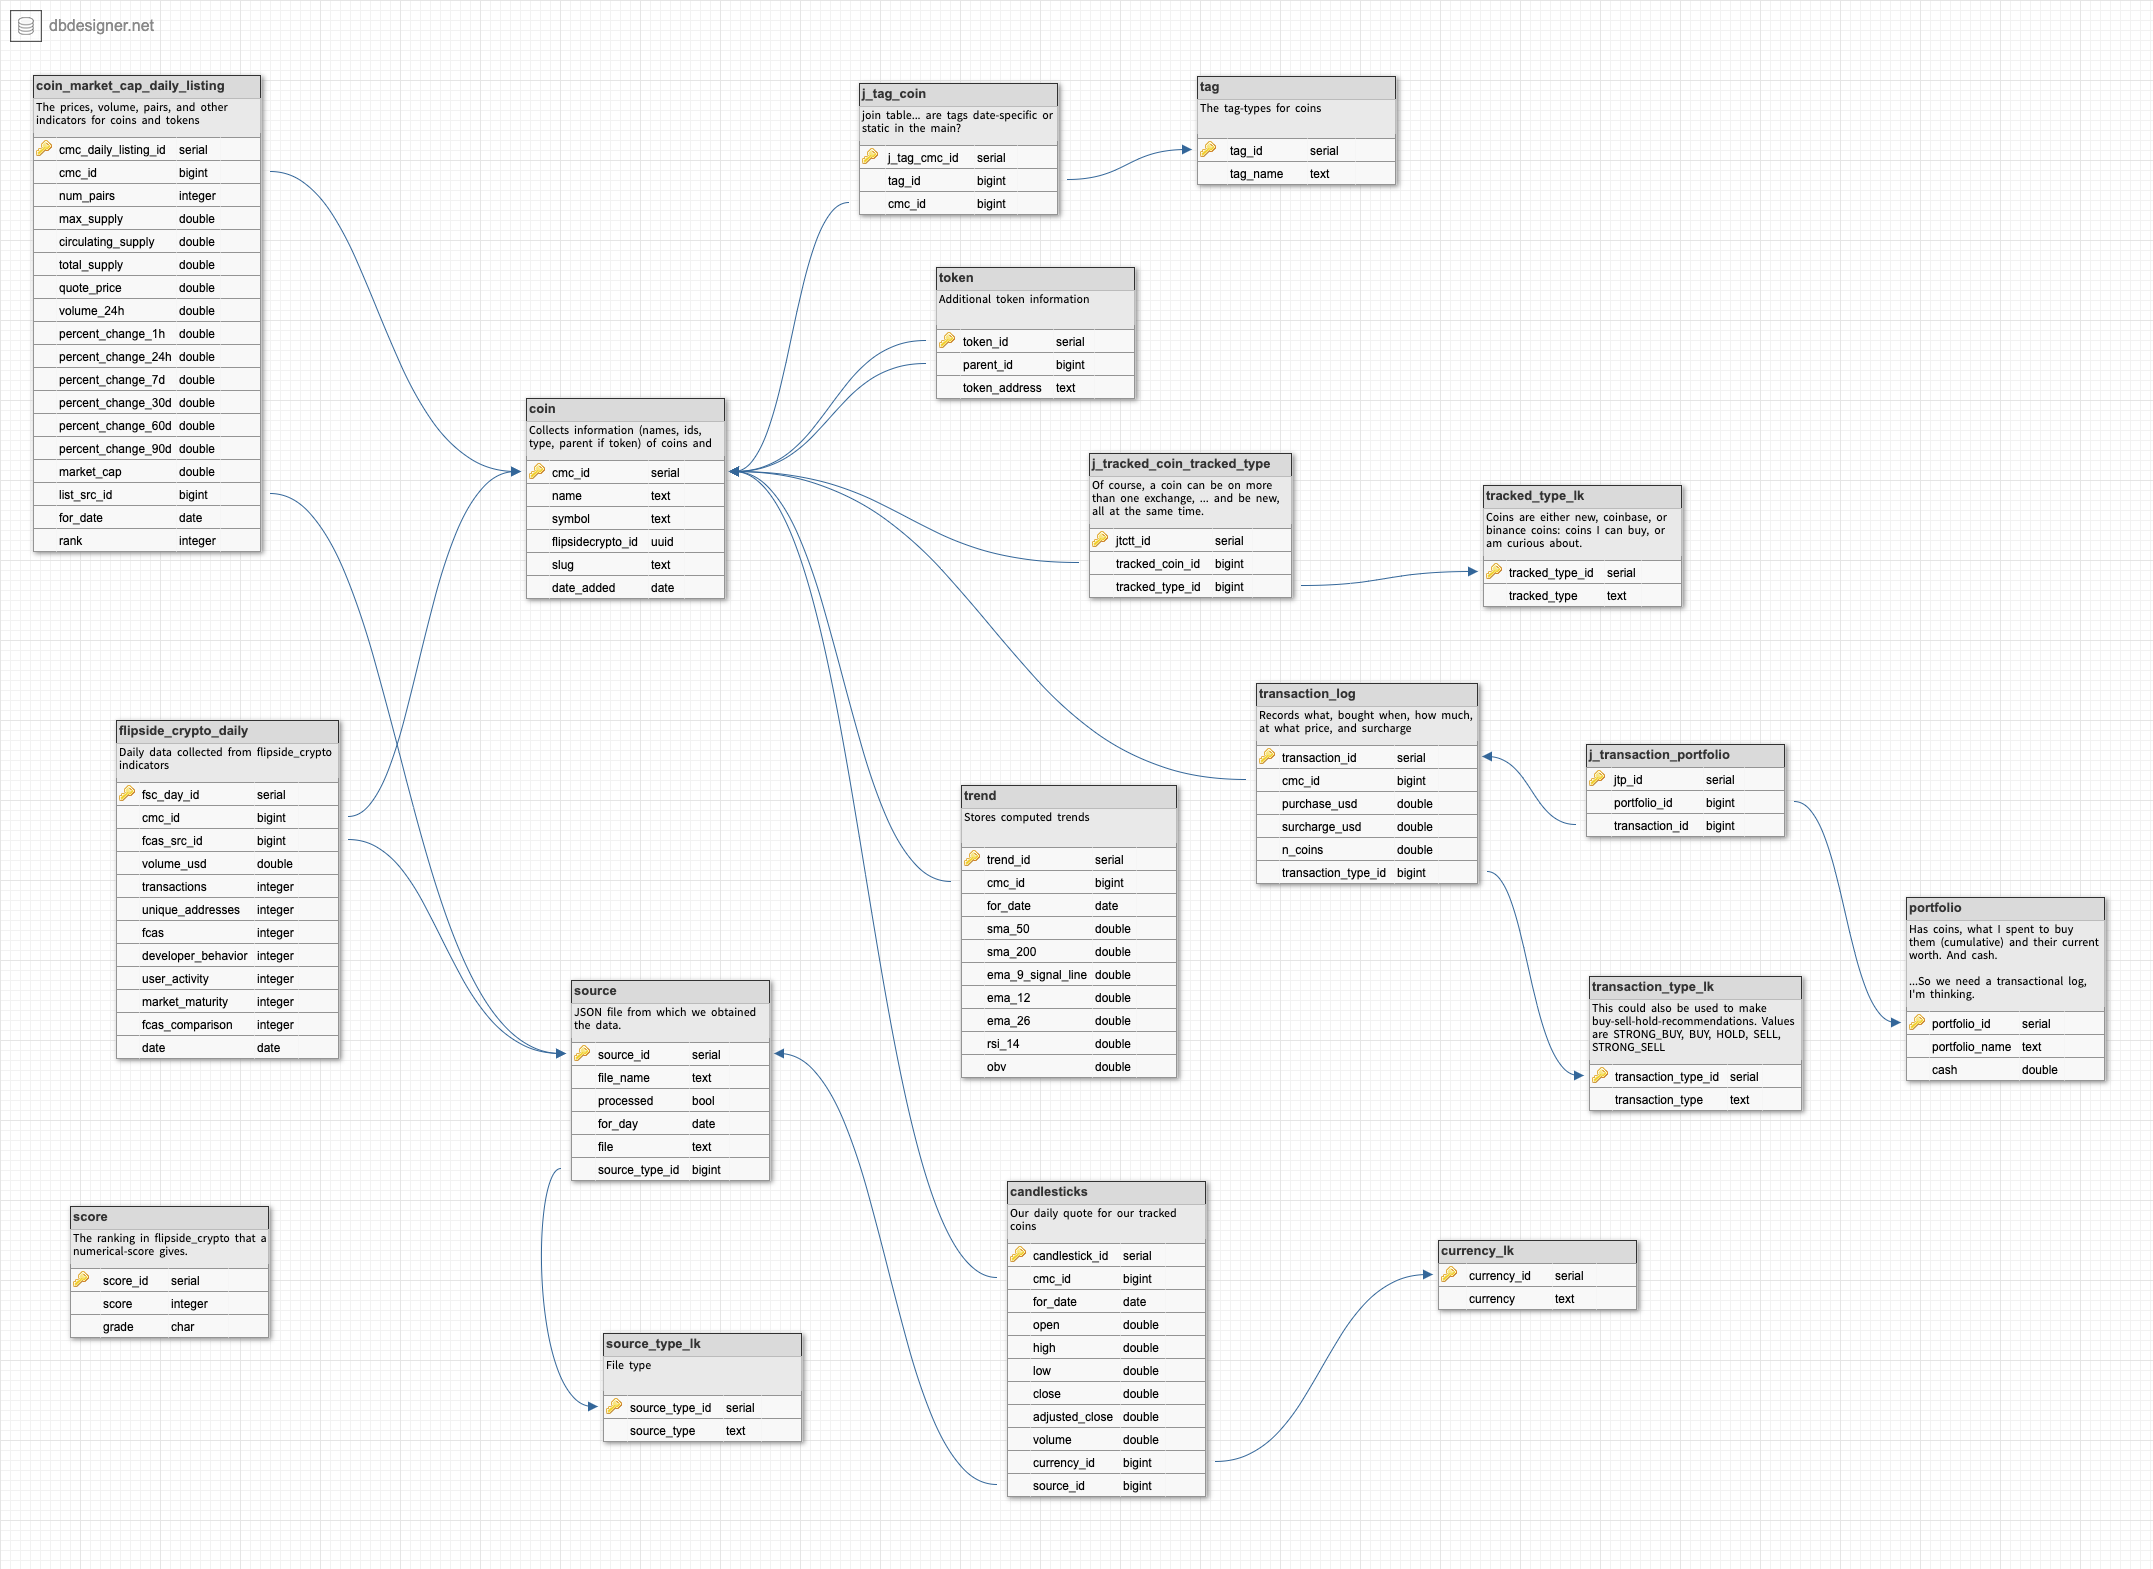 dbdesigner.net
coin_market_cap_daily_listing
The prices, volume, pairs, and other
indicators for coins and tokens
cmc_daily_listing_id serial
cmc_id bigint
num_pairs integer
max_supply double
circulating_supply double
total_supply double
quote_price double
volume_24h double
percent_change_1h double
percent_change_24h double
percent_change_7d double
percent_change_30d double
percent_change_60d double
percent_change_90d double
market_cap double
list_src_id bigint
for_date date
rank integer
j_tag_coin
join table... are tags date-specific or
static in the main?
j_tag_cmc_id serial
tag_id bigint
cmc_id bigint
tag
The tag-types for coins
tag_id serial
tag_name text
token
Additional token information
token_id serial
parent_id bigint
token_address text
coin
Collects information (names, ids,
type, parent if token) of coins and
cmc_id serial
name text
symbol text
flipsidecrypto_id uuid
slug text
date_added date
j_tracked_coin_tracked_type
Of course, a coin can be on more
than one exchange, ... and be new,
all at the same time.
jtctt_id serial
tracked_coin_id bigint
tracked_type_id bigint
tracked_type_lk
Coins are either new, coinbase, or
binance coins: coins I can buy, or
am curious about.
tracked_type_id serial
tracked_type text
flipside_crypto_daily
Daily data collected from flipside_crypto
indicators
fsc_day_id serial
cmc_id bigint
fcas_src_id bigint
volume_usd double
transactions integer
unique_addresses integer
fcas integer
developer_behavior integer
user_activity integer
market_maturity integer
fcas_comparison integer
date date
transaction_log
Records what, bought when, how much,
at what price, and surcharge
transaction_id serial
cmc_id bigint
purchase_usd double
surcharge_usd double
n_coins double
transaction_type_id bigint
j_transaction_portfolio
jtp_id serial
portfolio_id bigint
transaction_id bigint
trend
Stores computed trends
trend_id serial
cmc_id bigint
for_date date
sma_50 double
sma_200 double
ema_9_signal_line double
ema_12 double
ema_26 double
rsi_14 double
obv double
portfolio
Has coins, what I spent to buy
them (cumulative) and their current
worth. And cash.
...So we need a transactional log,
I'm thinking.
portfolio_id serial
portfolio_name text
cash double
transaction_type_lk
This could also be used to make
buy-sell-hold-recommendations. Values
are STRONG_BUY, BUY, HOLD, SELL,
STRONG_SELL
transaction_type_id serial
transaction_type text
source
JSON file from which we obtained
the data.
source_id serial
file_name text
processed bool
for_day date
file text
source_type_id bigint
score
The ranking in flipside_crypto that a
numerical-score gives.
score_id serial
score integer
grade char
source_type_lk
File type
source_type_id serial
source_type text
candlesticks
Our daily quote for our tracked
coins
candlestick_id serial
cmc_id bigint
for_date date
open double
high double
low double
close double
adjusted_close double
volume double
currency_id bigint
source_id bigint
currency_lk
currency_id serial
currency text